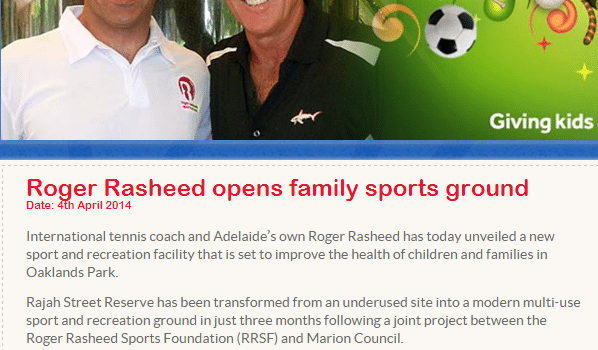 Giving kids
Roger Rasheed opens family sports ground
Date: 4th April 2014
International tennis coach and Adelaide's own Roger Rasheed has today unveiled a new
sport and recreation facility that is set to improve the health of children and families in
Oaklands Park.
Rajah Street Reserve has been transformed from an underused site into a modern multi-use
sport and recreation ground in just three months following a joint project between the
Roger Rasheed Sports Foundation (RRSF) and Marion Council.